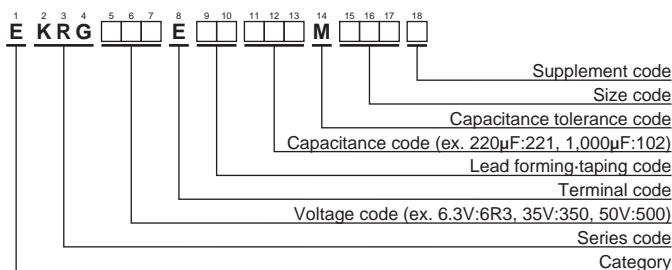 1 2 3 4 5 6 7 8 9 10 11 12 13 14 15 16 17 18
E K R G E M
Supplement code
Size code
Capacitance tolerance code
Capacitance code (ex. 220µF:221, 1,000µF:102)
Lead forming·taping code
Terminal code
Voltage code (ex. 6.3V:6R3, 35V:350, 50V:500)
Series code
Category